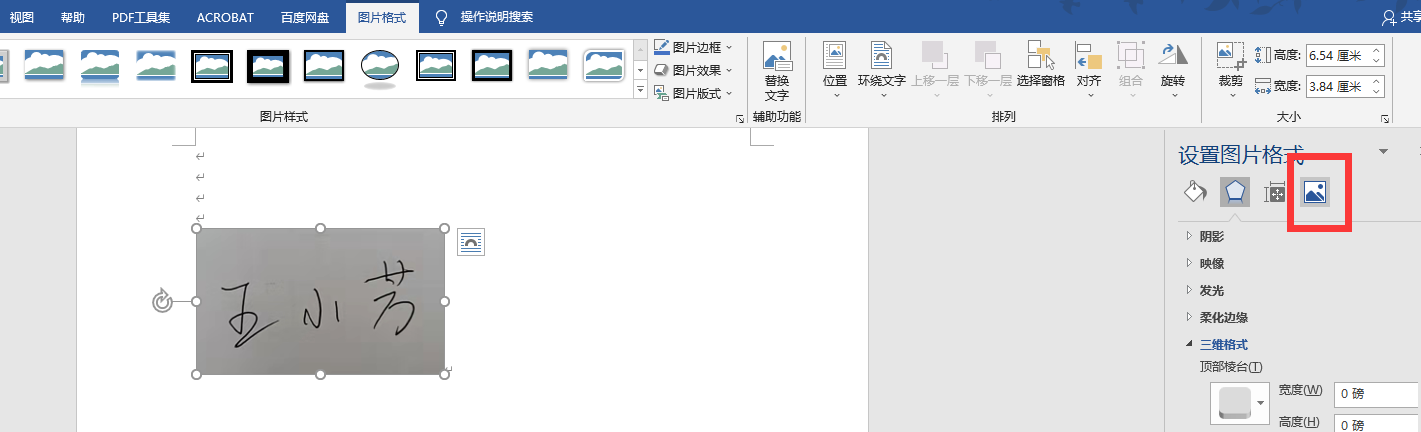 视图 帮助 PDF工具集 ACROBAT 百度网盘 图片格式 操作说明搜索 共享
图片边框
图片效果
图片版式
替换
文字
位置 环绕文字 上移一层 下移一层 选择窗格 对齐 组合 旋转
裁剪
高度: 6.54 厘米
宽度: 3.84 厘米
图片样式 辅助功能 排列 大小
设置图片格式
王小芳
阴影
映像
发光
柔化边缘
三维格式
顶部棱台(T)
宽度(W) 0 磅
高度(H) 0 磅